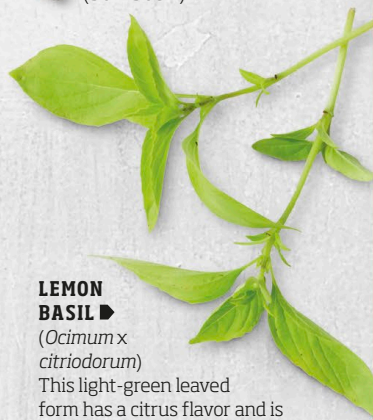 LEMON
BASIL
(Ocimum x
citriodorum)
This light-green leaved
form has a citrus flavor and is